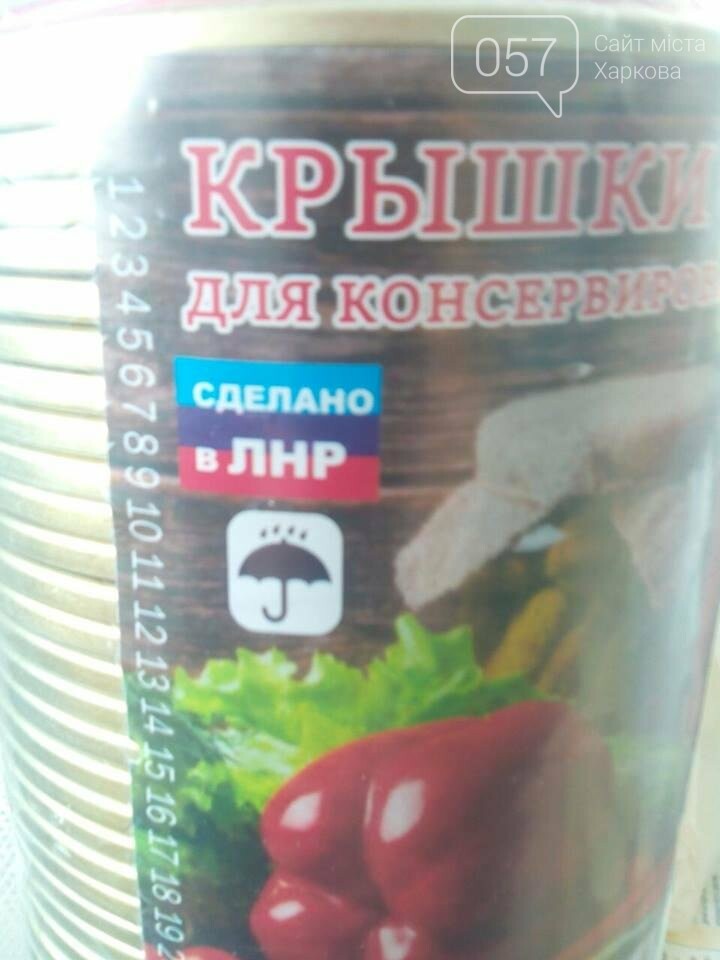 057
Сайт міста
Харкова
КРЫШКИ
ДЛЯ КОНСЕРВИРОВ
СДЕЛАНО
В ЛНР
1 2 3 4 5 6 7 8 9 10 11 12 13 14 15 16 17 18 19 2